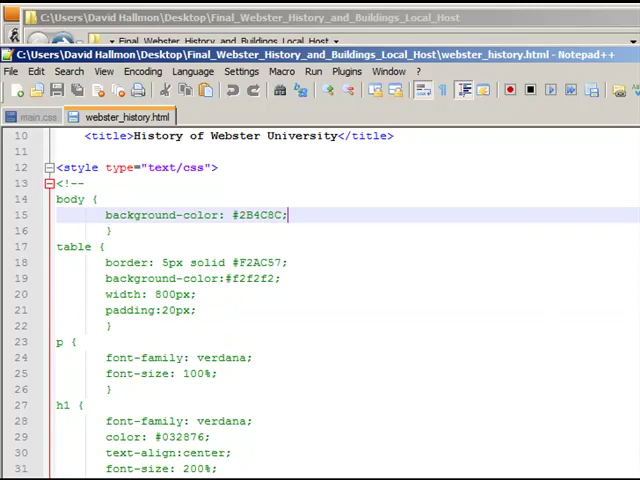 C:\Users\David Hallmon\Desktop\Final_Webster_History_and_Buildings_Local_Host
Final_Webster_History_and_Buildings_Local_Host
C:\Users\David Hallmon\Desktop\Final_Webster_History_and_Buildings_Local_Host\webster_history.html - Notepad++
File Edit Search View Encoding Language Settings Macro Run Plugins Window ?
main.css webster_history.html
10 <title>History of Webster University</title>
11
12 <style type="text/css">
13 <!--
14 body {
15 background-color: #2B4C8C;
16 }
17 table {
18 border: 5px solid #F2AC57;
19 background-color:#f2f2f2;
20 width: 800px;
21 padding:20px;
22 }
23 p {
24 font-family: verdana;
25 font-size: 100%;
26 }
27 h1 {
28 font-family: verdana;
29 color: #032876;
30 text-align:center;
31 font-size: 200%;